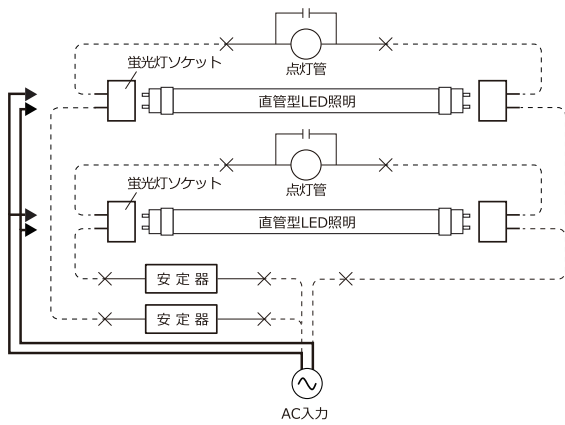 点灯管
蛍光灯ソケット
直管型LED照明
点灯管
蛍光灯ソケット
直管型LED照明
安定器
安定器
AC入力